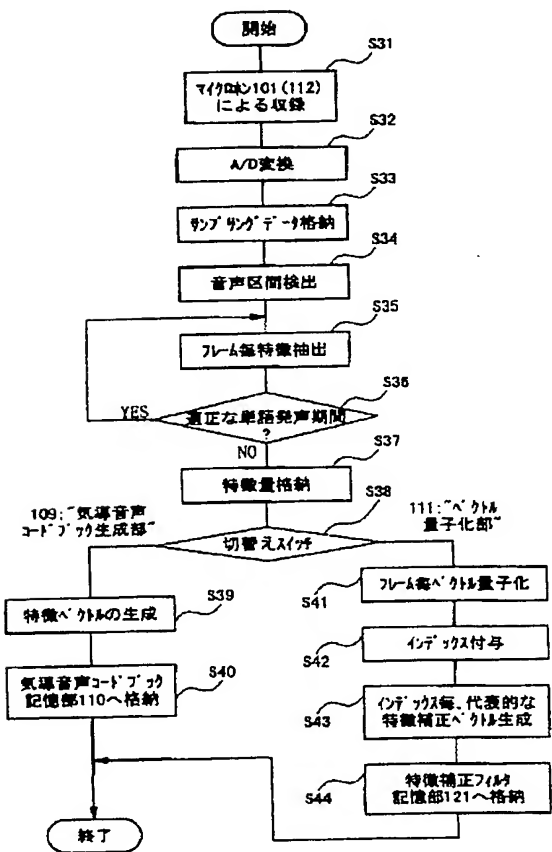 開始
S31
マイクロホン101(112)
による収録
S32
A/D変換
S33
サンプリングデータ格納
S34
音声区間検出
S35
フレーム毎特徴抽出
S36
YES
適正な単語発声期間
?
NO
S37
特徴量格納
S38
109:"気導音声
コードブック生成部"
切替えスイッチ
111:"ベクトル
量子化部"
S39
特徴ベクトルの生成
S40
気導音声コードブック
記憶部110へ格納
フレーム毎ベクトル量子化
S41
インデックス付与
S42
インデックス毎、代表的な
特徴補正ベクトル生成
S43
特徴補正フィルタ
記憶部121へ格納
S44
終了